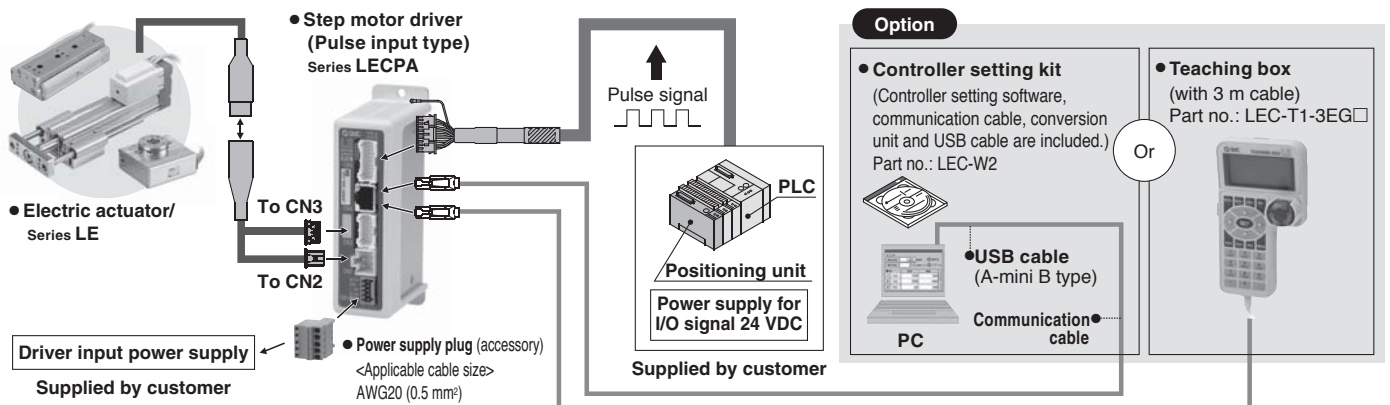 ● Step motor driver
(Pulse input type)
Series LECPA
Pulse signal
● Electric actuator/
Series LE
To CN3
To CN2
Driver input power supply
Supplied by customer
● Power supply plug (accessory)
<Applicable cable size>
AWG20 (0.5 mm²)
PLC
Positioning unit
Power supply for
I/O signal 24 VDC
Supplied by customer
Option
● Controller setting kit
(Controller setting software,
communication cable, conversion
unit and USB cable are included.)
Part no.: LEC-W2
Or
● Teaching box
(with 3 m cable)
Part no.: LEC-T1-3EG□
USB cable
(A-mini B type)
Communication
cable
PC